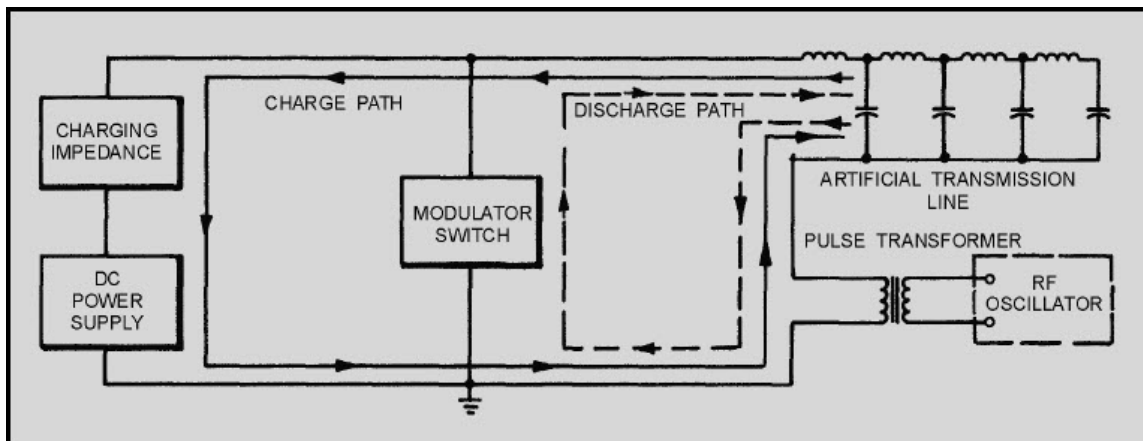 CHARGE PATH
DISCHARGE PATH
CHARGING
IMPEDANCE
MODULATOR
SWITCH
ARTIFICIAL TRANSMISSION
LINE
PULSE TRANSFORMER
DC
POWER
SUPPLY
RF
OSCILLATOR